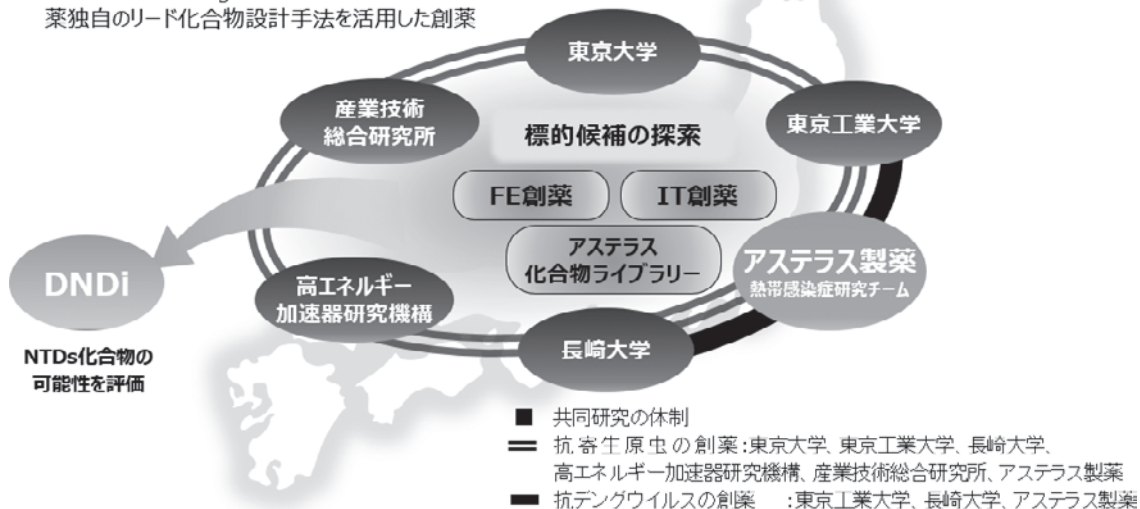 薬独自のリード化合物設計手法を活用した創薬
東京大学
産業技術
総合研究所
標的候補の探索
東京工業大学
FE創薬
IT創薬
アステラス
化合物ライブラリー
アステラス製薬
熱帯感染症研究チーム
DNDi
高エネルギー
加速器研究機構
長崎大学
NTDs化合物の
可能性を評価
■ 共同研究の体制
抗寄生原虫の創薬:東京大学、東京工業大学、長崎大学、
高エネルギー加速器研究機構、産業技術総合研究所、アステラス製薬
抗デングウイルスの創薬 :東京工業大学、長崎大学、アステラス製薬